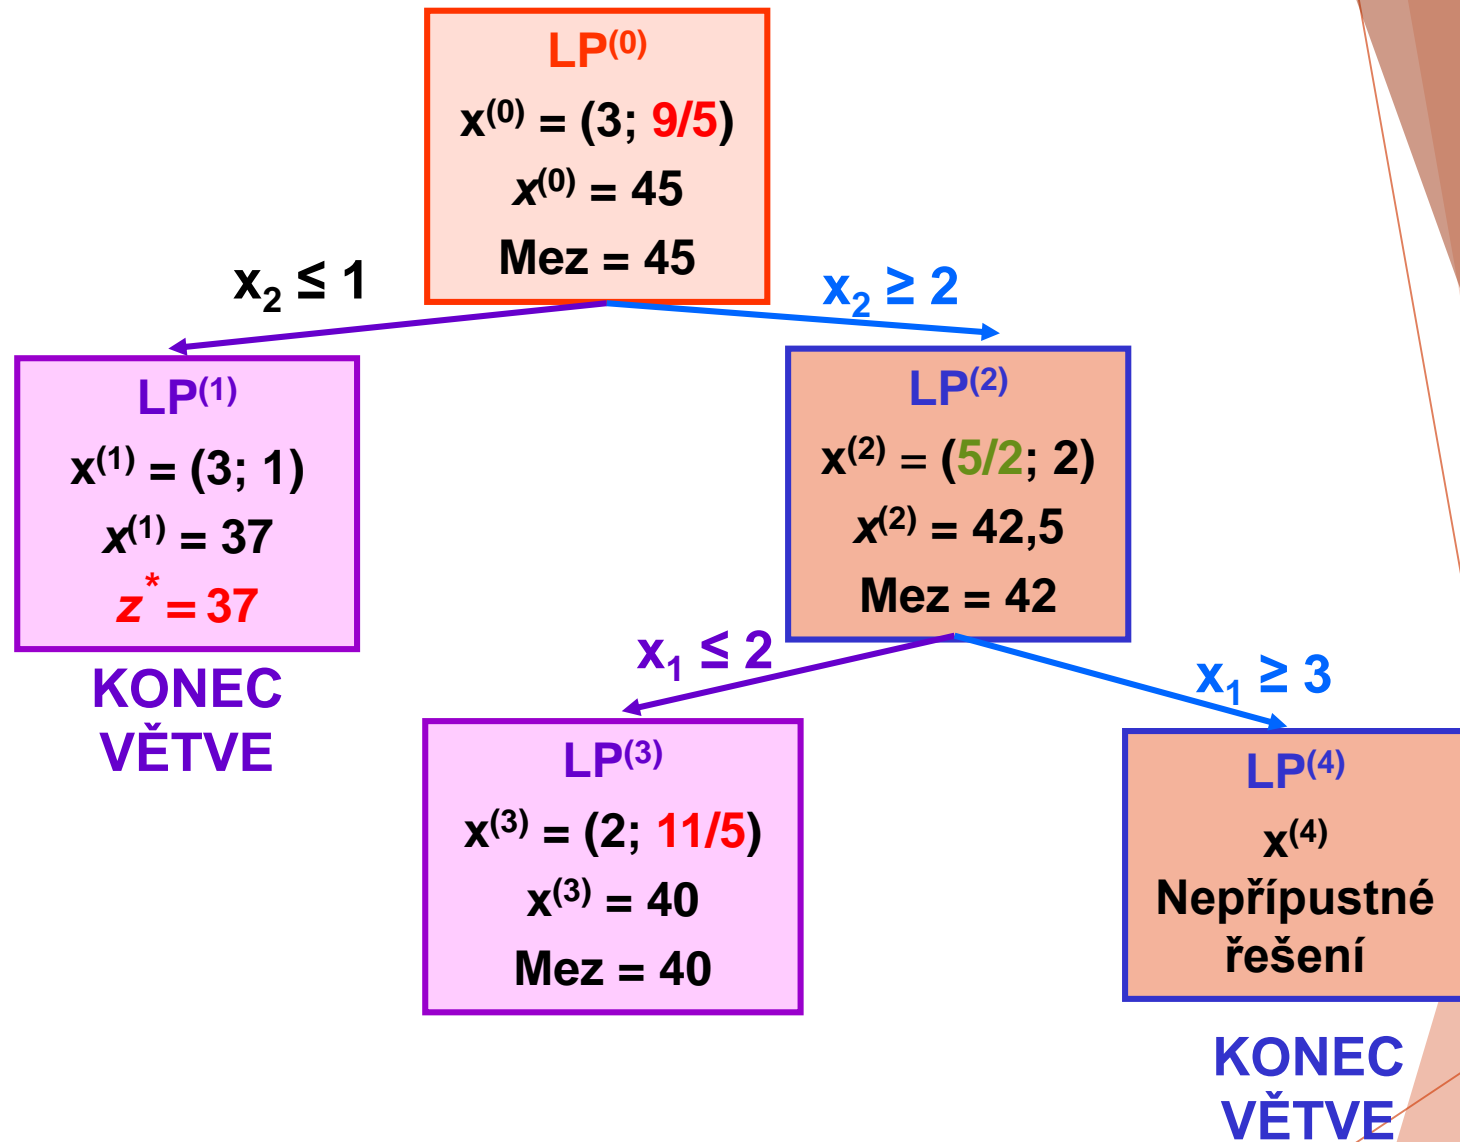 LP⁽⁰⁾
x⁽⁰⁾ = (3; 9/5)
x⁽⁰⁾ = 45
Mez = 45
x₂ ≤ 1
x₂ ≥ 2
LP⁽¹⁾
x⁽¹⁾ = (3; 1)
x⁽¹⁾ = 37
z* = 37
KONEC
VĚTVE
LP⁽²⁾
x⁽²⁾ = (5/2; 2)
x⁽²⁾ = 42,5
Mez = 42
x₁ ≤ 2
x₁ ≥ 3
LP⁽³⁾
x⁽³⁾ = (2; 11/5)
x⁽³⁾ = 40
Mez = 40
LP⁽⁴⁾
x⁽⁴⁾
Nepřípustné
řešení
KONEC
VĚTVE